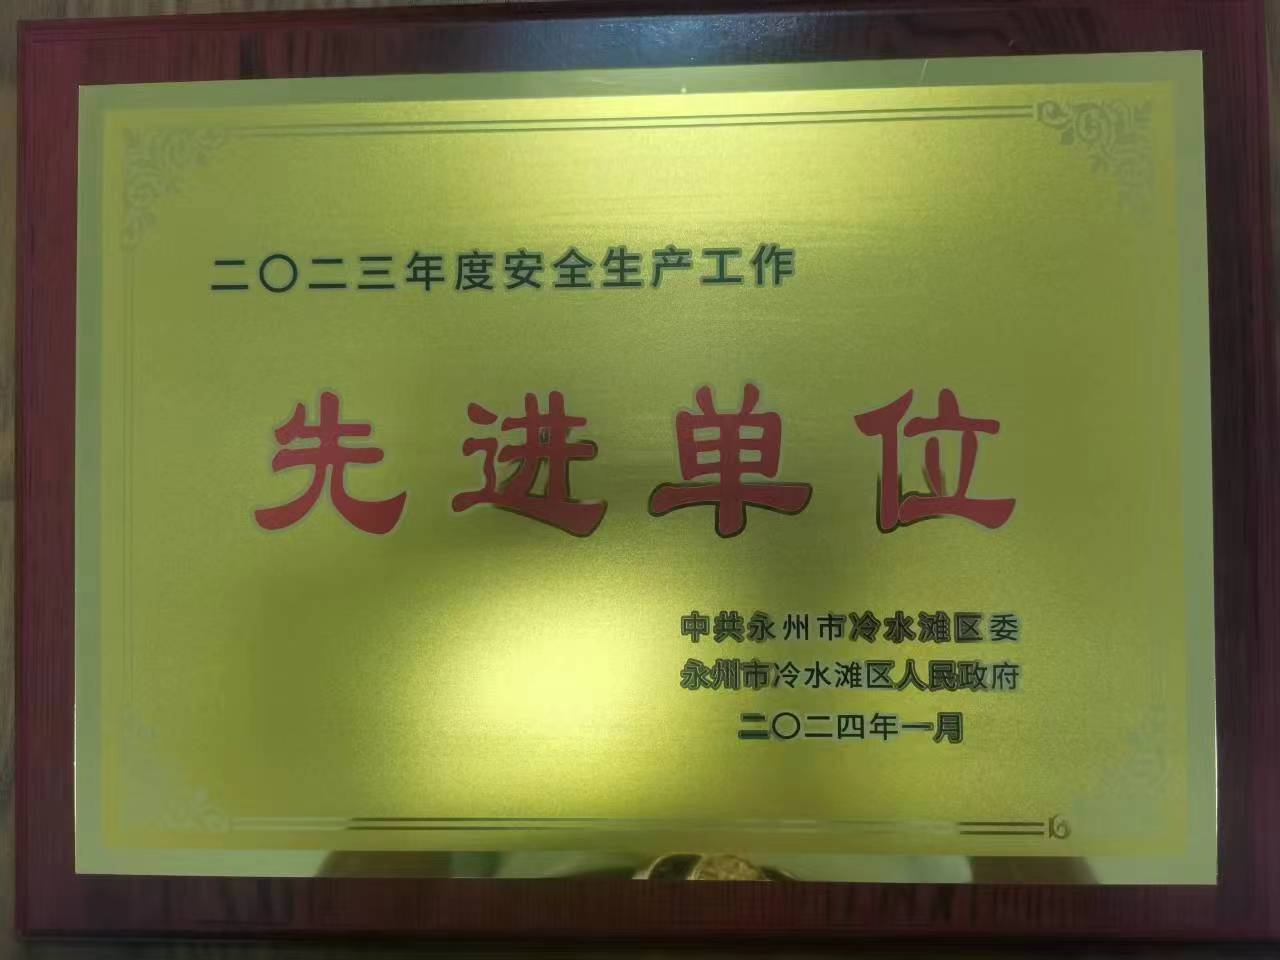 二〇二三年度安全生产工作
先进单位
中共永州市冷水滩区委
永州市冷水滩区人民政府
二〇二四年一月